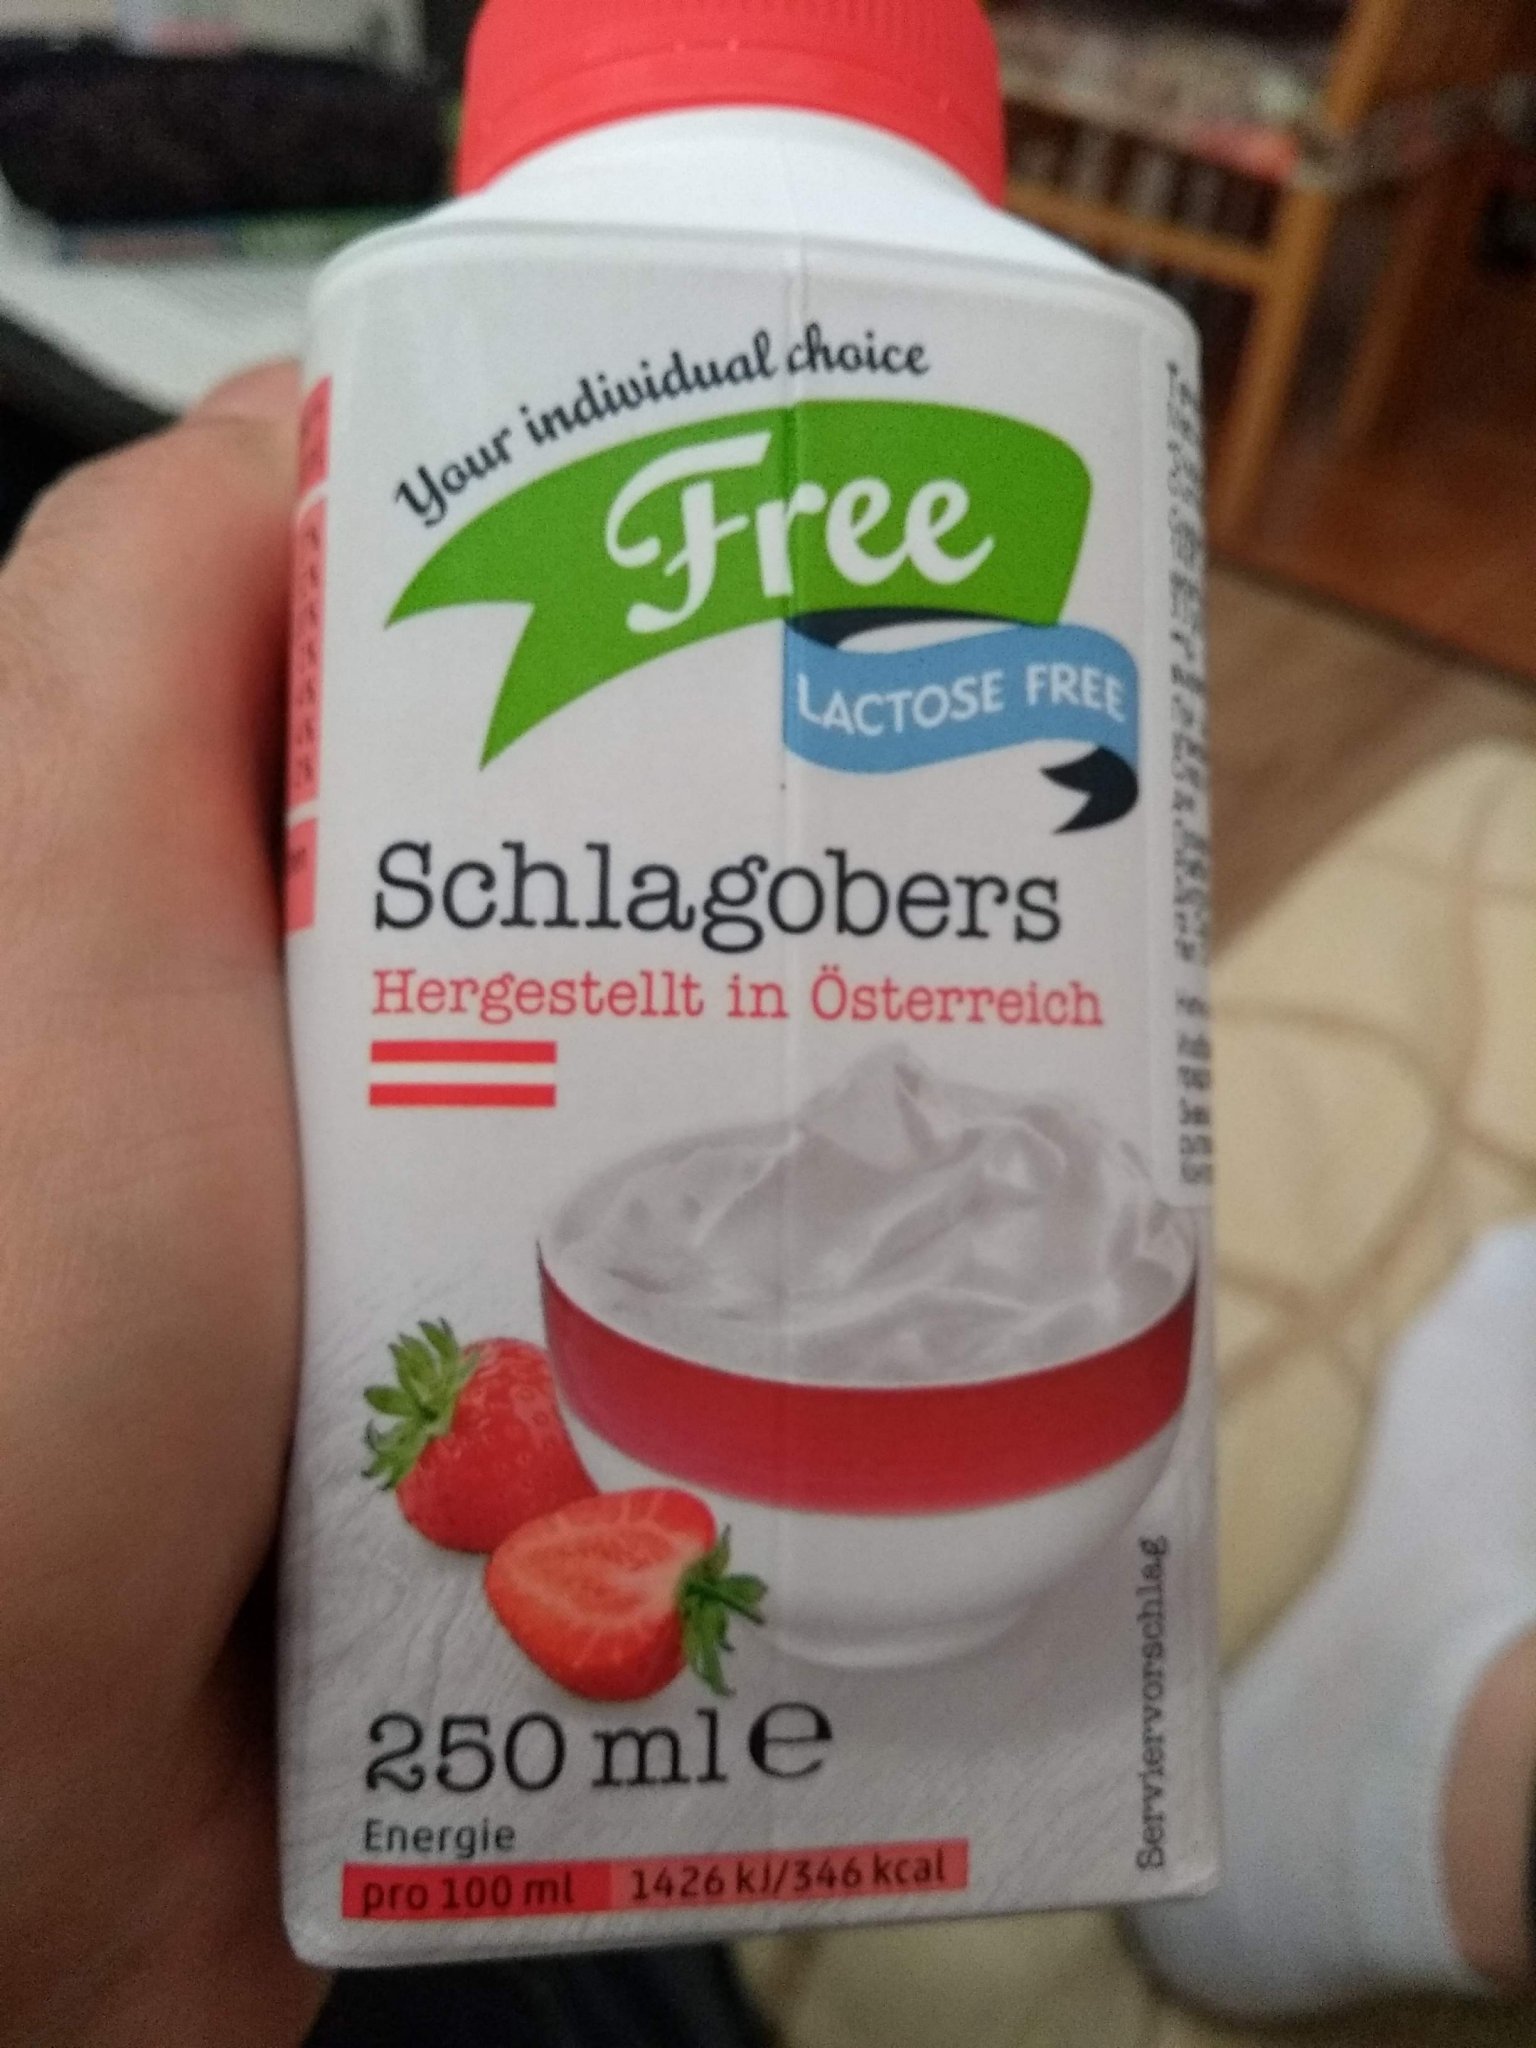 Your individual choice
Free
LACTOSE FREE
Schlagobers
Hergestellt in Österreich
250 ml e
Energie
pro 100 ml 1426 kJ/346 kcal
Serviervorschlag